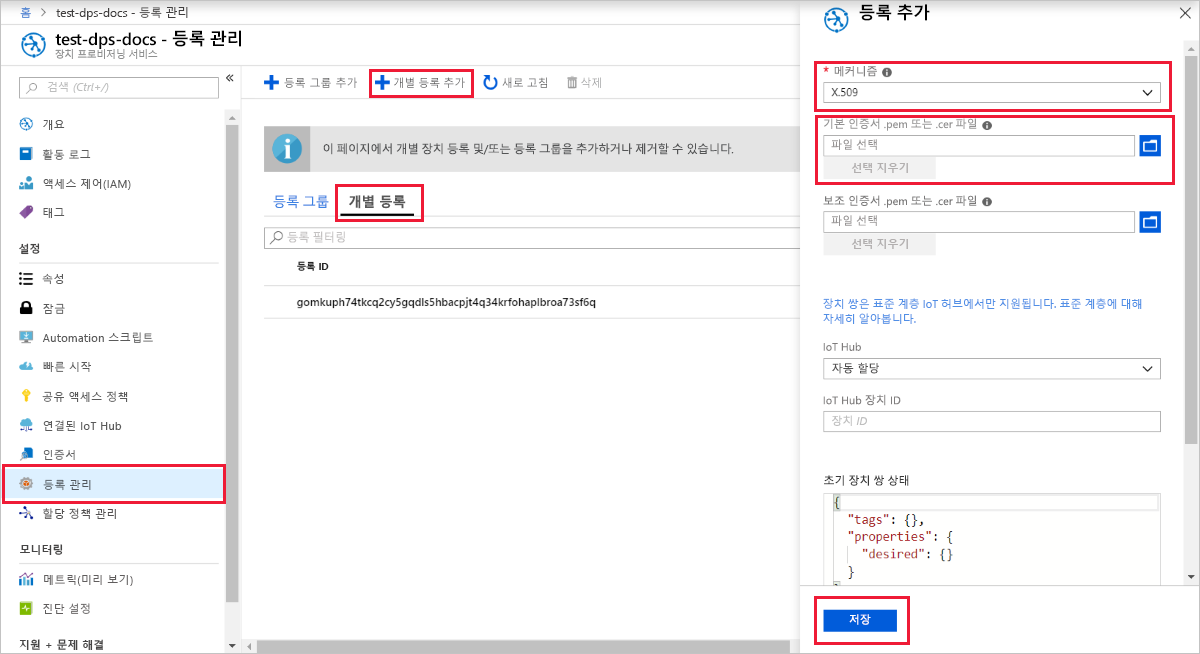 홈 > test-dps-docs - 등록 관리
test-dps-docs - 등록 관리
장치 프로비저닝 서비스
검색 (Ctrl+/)
개요
활동 로그
액세스 제어(IAM)
태그
설정
속성
잠금
Automation 스크립트
빠른 시작
공유 액세스 정책
연결된 IoT Hub
인증서
등록 관리
할당 정책 관리
모니터링
메트릭(미리 보기)
진단 설정
지원 + 문제 해결
등록 그룹 추가 개별 등록 추가 새로 고침 삭제
이 페이지에서 개별 장치 등록 및/또는 등록 그룹을 추가하거나 제거할 수 있습니다.
등록 그룹 개별 등록
등록 필터링
등록 ID
gomkuph74tkcq2cy5gqdls5hbacpjt4q34krfohaplbroa73sf6q
등록 추가
* 메커니즘
X.509
기본 인증서 .pem 또는 .cer 파일
파일 선택
선택 지우기
보조 인증서 .pem 또는 .cer 파일
파일 선택
선택 지우기
장치 쌍은 표준 계층 IoT 허브에서만 지원됩니다. 표준 계층에 대해
자세히 알아봅니다.
IoT Hub
자동 할당
IoT Hub 장치 ID
장치 ID
초기 장치 쌍 상태
{
"tags": {},
"properties": {
"desired": {}
}
저장